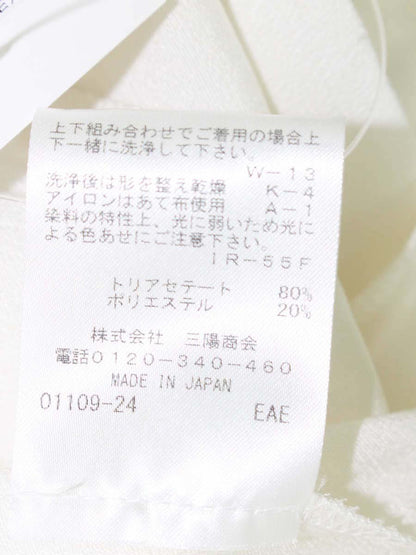 上下組み合わせでご着用の場合上
下一緒に洗浄して下さい。
W-13
洗浄後は形を整え乾燥 K-4
アイロンはあて布使用 A-1
染料の特性上、光に弱いため光に
よる色あせにご注意下さい。
IR-55F
トリアセテート 80%
ポリエステル 20%
株式会社 三陽商会
電話0120-340-460
MADE IN JAPAN
01109-24 EAE